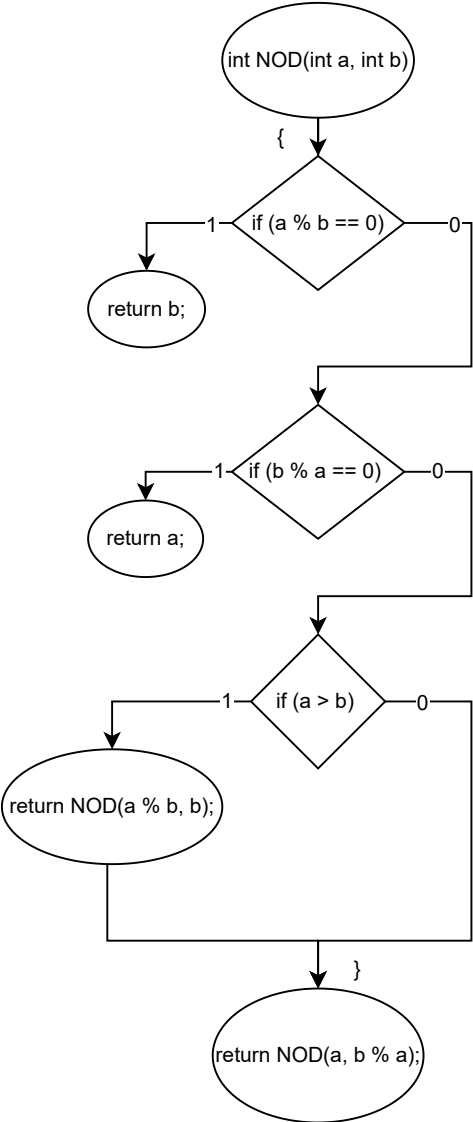 int NOD(int a, int b)
{
1
if (a % b == 0)
0
return b;
1
if (b % a == 0)
0
return a;
1
if (a > b)
0
return NOD(a % b, b);
}
return NOD(a, b % a);